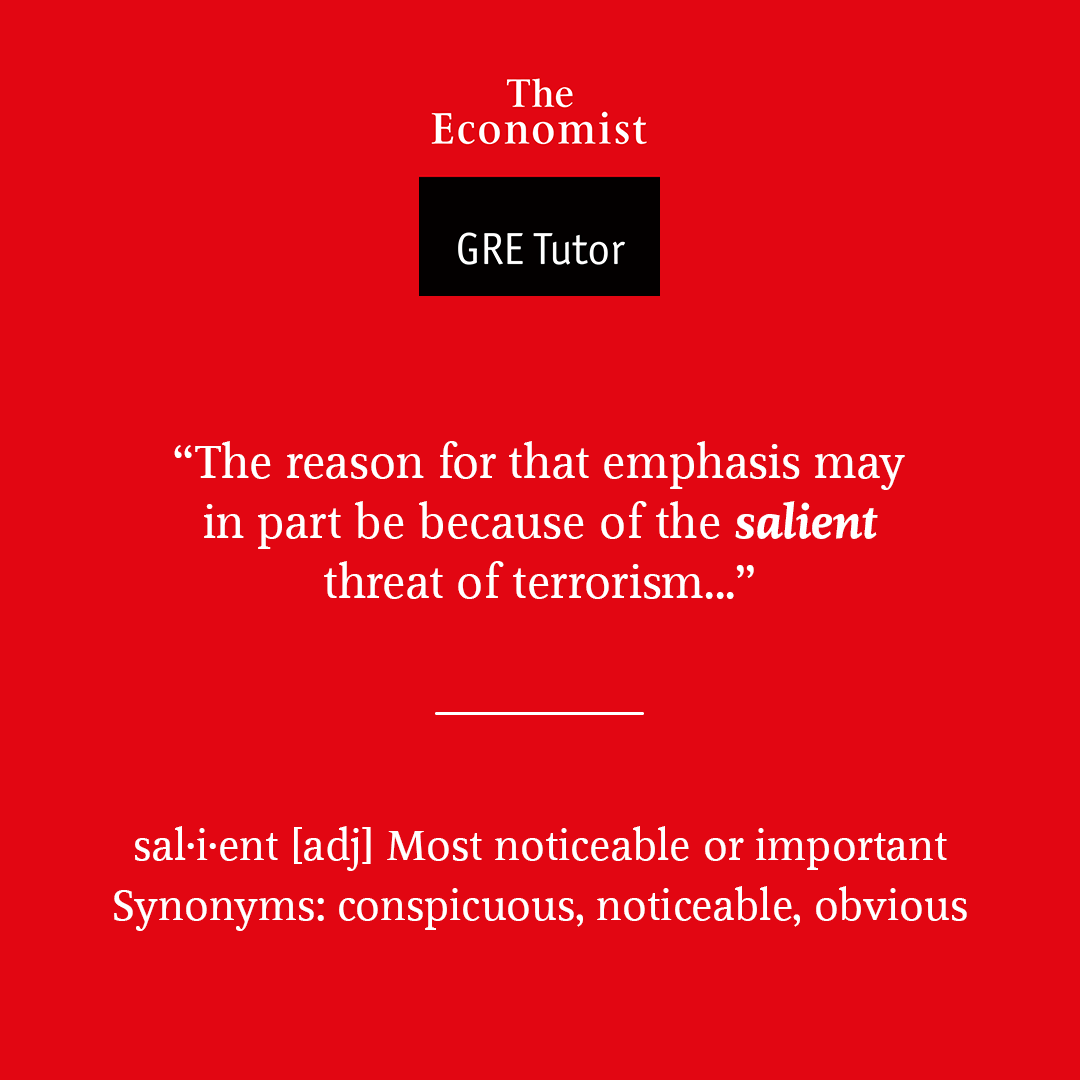 The
Economist
GRE Tutor
“The reason for that emphasis may
in part be because of the salient
threat of terrorism...”
sal·i·ent [adj] Most noticeable or important
Synonyms: conspicuous, noticeable, obvious